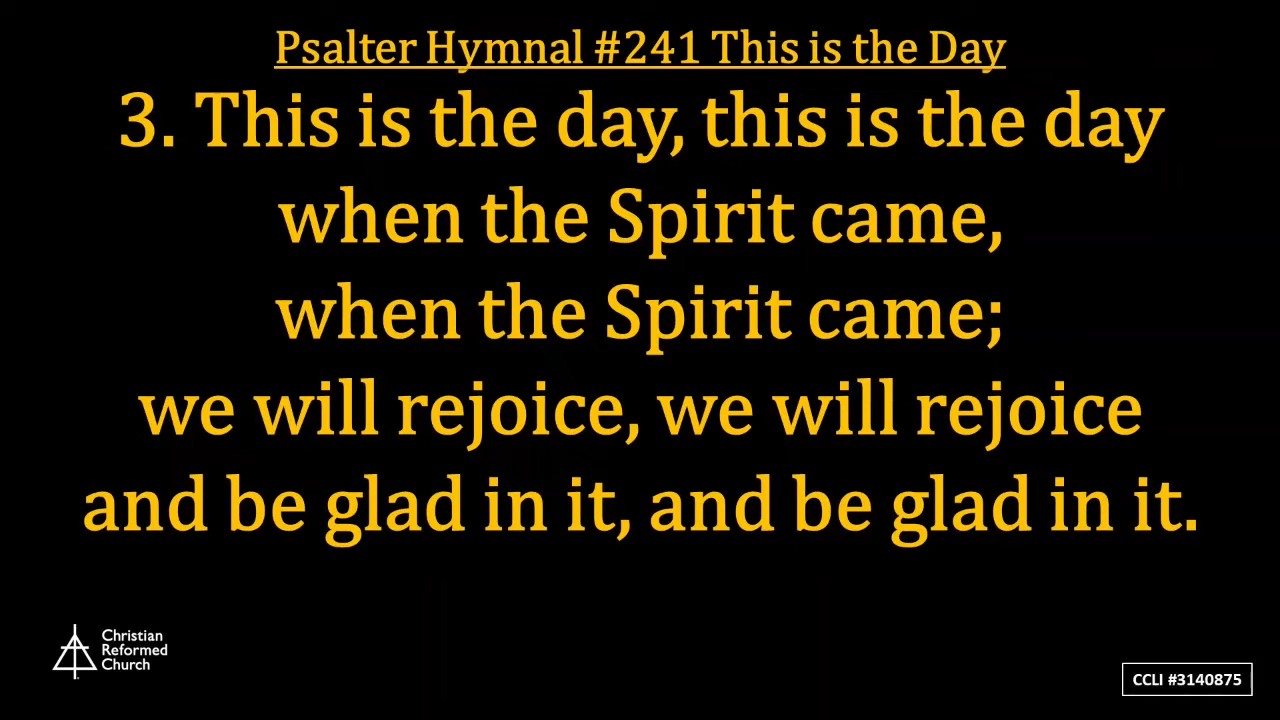 Psalter Hymnal #241 This is the Day
3. This is the day, this is the day
when the Spirit came,
when the Spirit came;
we will rejoice, we will rejoice
and be glad in it, and be glad in it.
Christian
Reformed
Church
CCLI #3140875